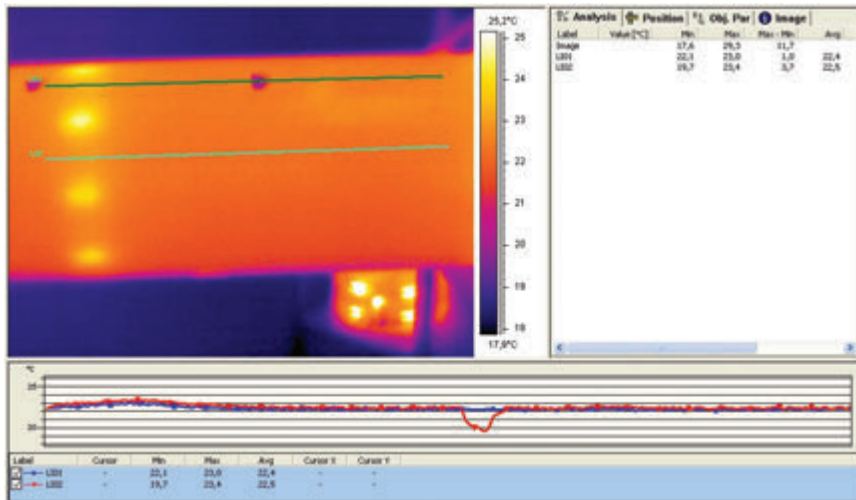 25,2°C
25
24
23
22
21
20
19
18
17,9°C
Analysis Position Obj. Par Image
Label Value [°C] Min Max Max - Min Avg
Image 17,6 29,3 11,7
LI01 22,1 23,0 1,0 22,4
LI02 19,7 23,4 3,7 22,5
°C
25
20
Label Cursor Min Max Avg Cursor X Cursor Y
LI01 - 22,1 23,0 22,4 - -
LI02 - 19,7 23,4 22,5 - -